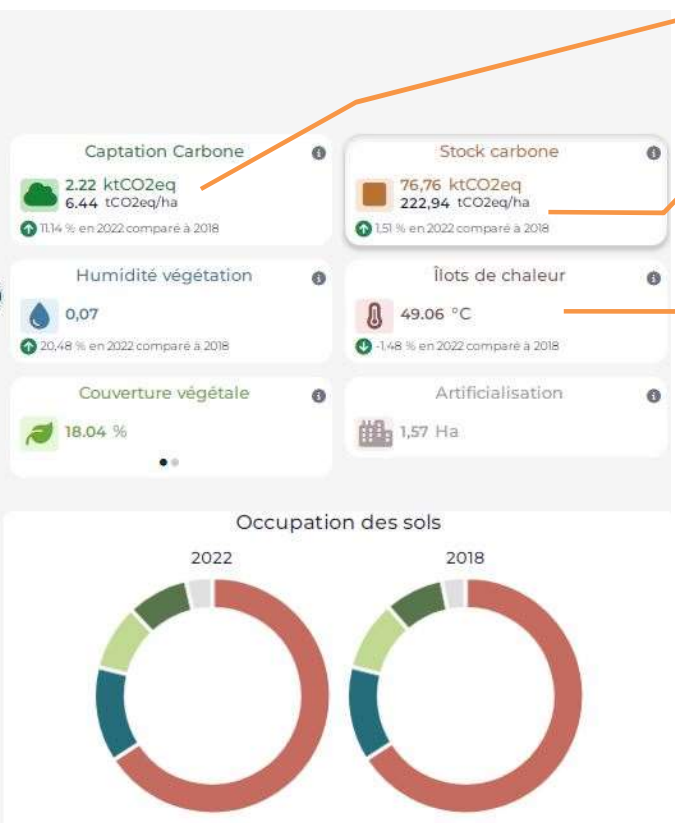 Captation Carbone
2.22 ktCO2eq
6.44 tCO2eq/ha
11.14 % en 2022 comparé à 2018
Stock carbone
76,76 ktCO2eq
222,94 tCO2eq/ha
1.51 % en 2022 comparé à 2018
Humidité végétation
0,07
20,48 % en 2022 comparé à 2018
Îlots de chaleur
49.06 °C
-1.48 % en 2022 comparé à 2018
Couverture végétale
18.04 %
Artificialisation
1,57 Ha
Occupation des sols
2022
2018